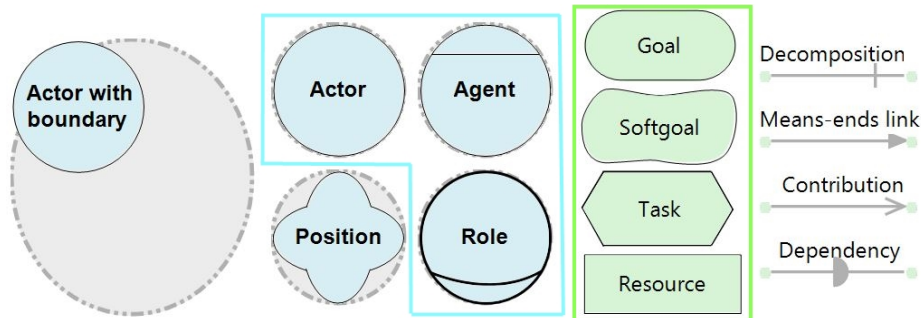 Actor with
boundary
Actor
Agent
Position
Role
Goal
Softgoal
Task
Resource
Decomposition
Means-ends link
Contribution
Dependency